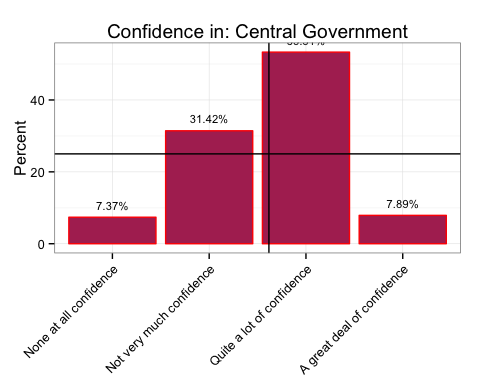 Confidence in: Central Government
Percent
40
20
0
7.37%
31.42%
7.89%
None at all confidence
Not very much confidence
Quite a lot of confidence
A great deal of confidence